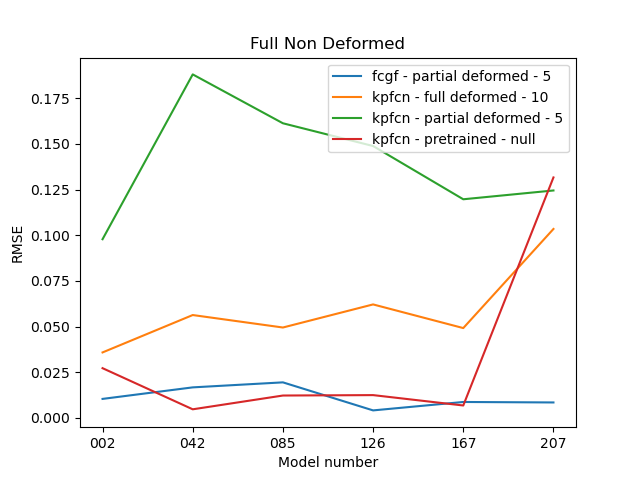 Full Non Deformed
fcgf - partial deformed - 5
kpfcn - full deformed - 10
kpfcn - partial deformed - 5
kpfcn - pretrained - null
0.175
0.150
0.125
0.100
0.075
0.050
0.025
0.000
RMSE
002 042 085 126 167 207
Model number